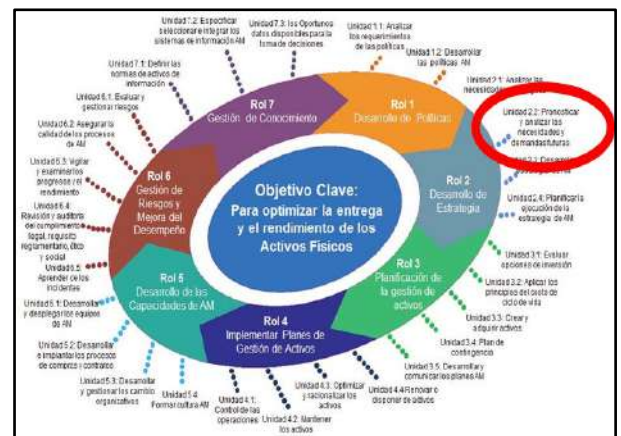 Unidad 7.2: Especificar
seleccionar e integrar los
sistemas de información AM
Unidad 7.3: los Oportunos
datos disponibles para la
toma de decisiones
Unidad 1.1: Analizar
los requerimientos
de las políticas
Unidad 1.2: Desarrollar
las políticas AM
Unidad 2.1: Analizar las
necesidades
Unidad 2.2: Pronosticar
y analizar las
necesidades y
demandas futuras
Unidad 2.4: Planificar la
ejecución de la
estrategia de AM
Unidad 3.1: Evaluar
opciones de inversión
Unidad 3.2: Aplicar los
principios del costo de
ciclo de vida
Unidad 3.3: Crear y
adquirir activos
Unidad 3.4: Plan de
contingencia
Unidad 3.5: Desarrollar y
comunicar los planes AM
Unidad 4.4 Renovar o
disponer de activos
Unidad 4.3: Optimizar
y racionalizar los
activos
Unidad 4.2: Mantener
los activos
Unidad 4.1:
Control de las
operaciones
Unidad 5.4:
Formar cultura AM
Unidad 5.3: Desarrollar
y gestionar los cambio
organizativos
Unidad 5.2: Desarrollar
e implantar los procesos
de compras y contratos
Unidad 5.1: Desarrollar
y desplegar los equipos
de AM
Unidad 6.5:
Aprender de los
incidentes
Unidad 6.4:
Revisión y auditoría
del cumplimiento
legal, requisito
reglamentario, ético
y social
Unidad 6.3: Vigilar
y examinar los
progresos y el
rendimiento
Unidad 6.2: Asegurar la
calidad de los procesos
de AM
Unidad 6.1: Evaluar y
gestionar riesgos
Unidad 7.1: Definir las
normas de activos de
información
Rol 7
Gestión de Conocimiento
Rol 1
Desarrollo de Políticas
Rol 2
Desarrollo de
Estrategia
Rol 3
Planificación de
la gestión de
activos
Rol 4
Implementar Planes de
Gestión de Activos
Rol 5
Desarrollo de las
Capacidades de AM
Rol 6
Gestión de
Riesgos y
Mejora del
Desempeño
Objetivo Clave:
Para optimizar la entrega
y el rendimiento de los
Activos Físicos